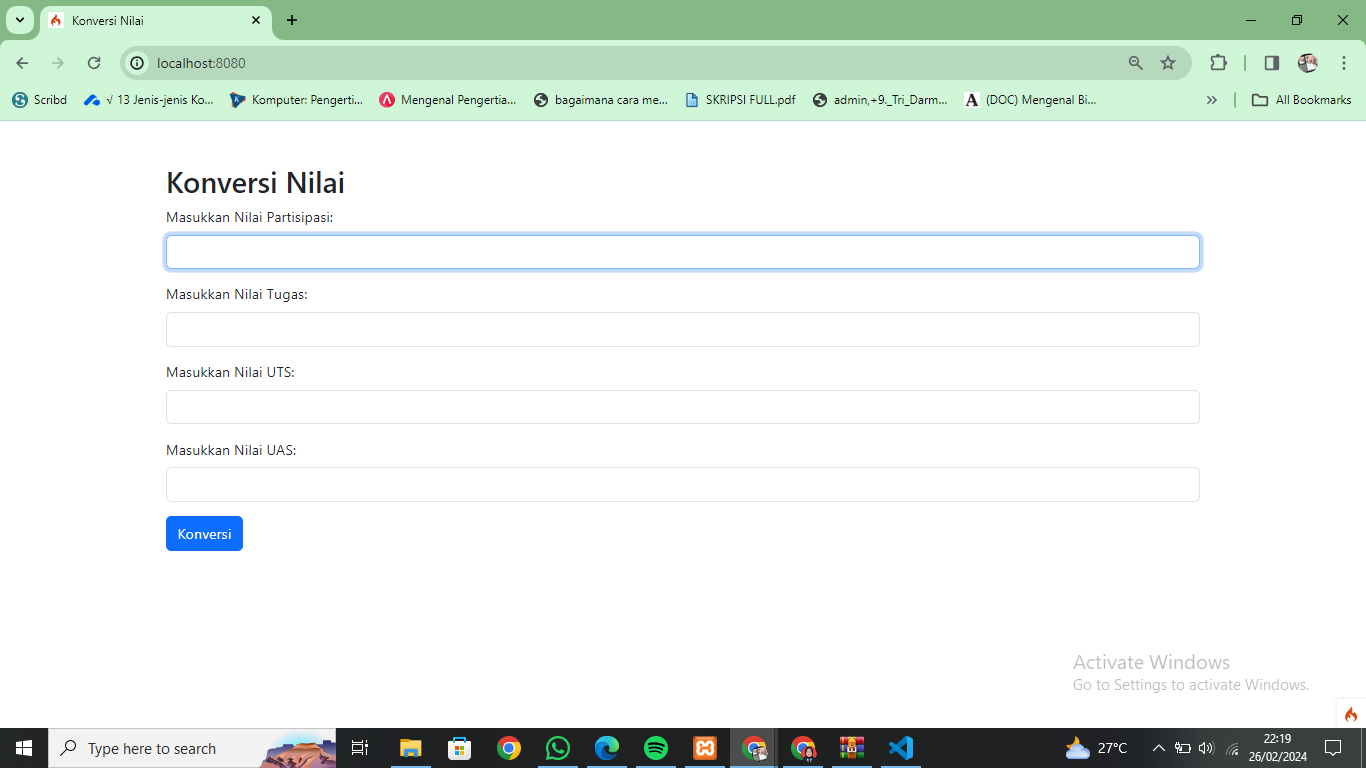 Konversi Nilai
localhost:8080
Scribd
√ 13 Jenis-jenis Ko...
Komputer: Pengerti...
Mengenal Pengertia...
bagaimana cara me...
SKRIPSI FULL.pdf
admin,+9._Tri_Darm...
(DOC) Mengenal Bi...
All Bookmarks
Konversi Nilai
Masukkan Nilai Partisipasi:
Masukkan Nilai Tugas:
Masukkan Nilai UTS:
Masukkan Nilai UAS:
Konversi
Activate Windows
Go to Settings to activate Windows.
Type here to search
27°C
22:19
26/02/2024